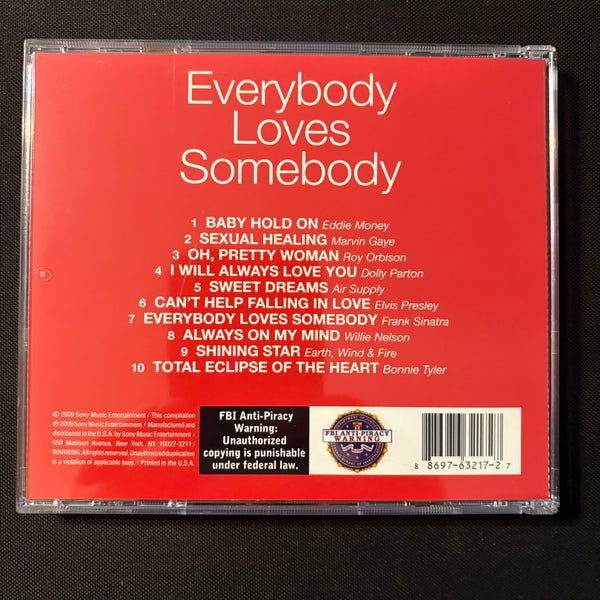 Everybody
Loves
Somebody
1 BABY HOLD ON Eddie Money
2 SEXUAL HEALING Marvin Gaye
3 OH, PRETTY WOMAN Roy Orbison
4 I WILL ALWAYS LOVE YOU Dolly Parton
5 SWEET DREAMS Air Supply
6 CAN'T HELP FALLING IN LOVE Elvis Presley
7 EVERYBODY LOVES SOMEBODY Frank Sinatra
8 ALWAYS ON MY MIND Willie Nelson
9 SHINING STAR Earth, Wind & Fire
10 TOTAL ECLIPSE OF THE HEART Bonnie Tyler
© 2009 Sony Music Entertainment / This compilation
℗ 2009 Sony Music Entertainment / Manufactured and
distributed in the U.S.A. by Sony Music Entertainment /
550 Madison Avenue, New York, NY 10022-3211/
WARNING: All rights reserved. Unauthorized duplication
is a violation of applicable laws. / Printed in the U.S.A.
FBI Anti-Piracy
Warning:
Unauthorized
copying is punishable
under federal law.
FBI ANTI-PIRACY
WARNING
8 8697-63217-2 7